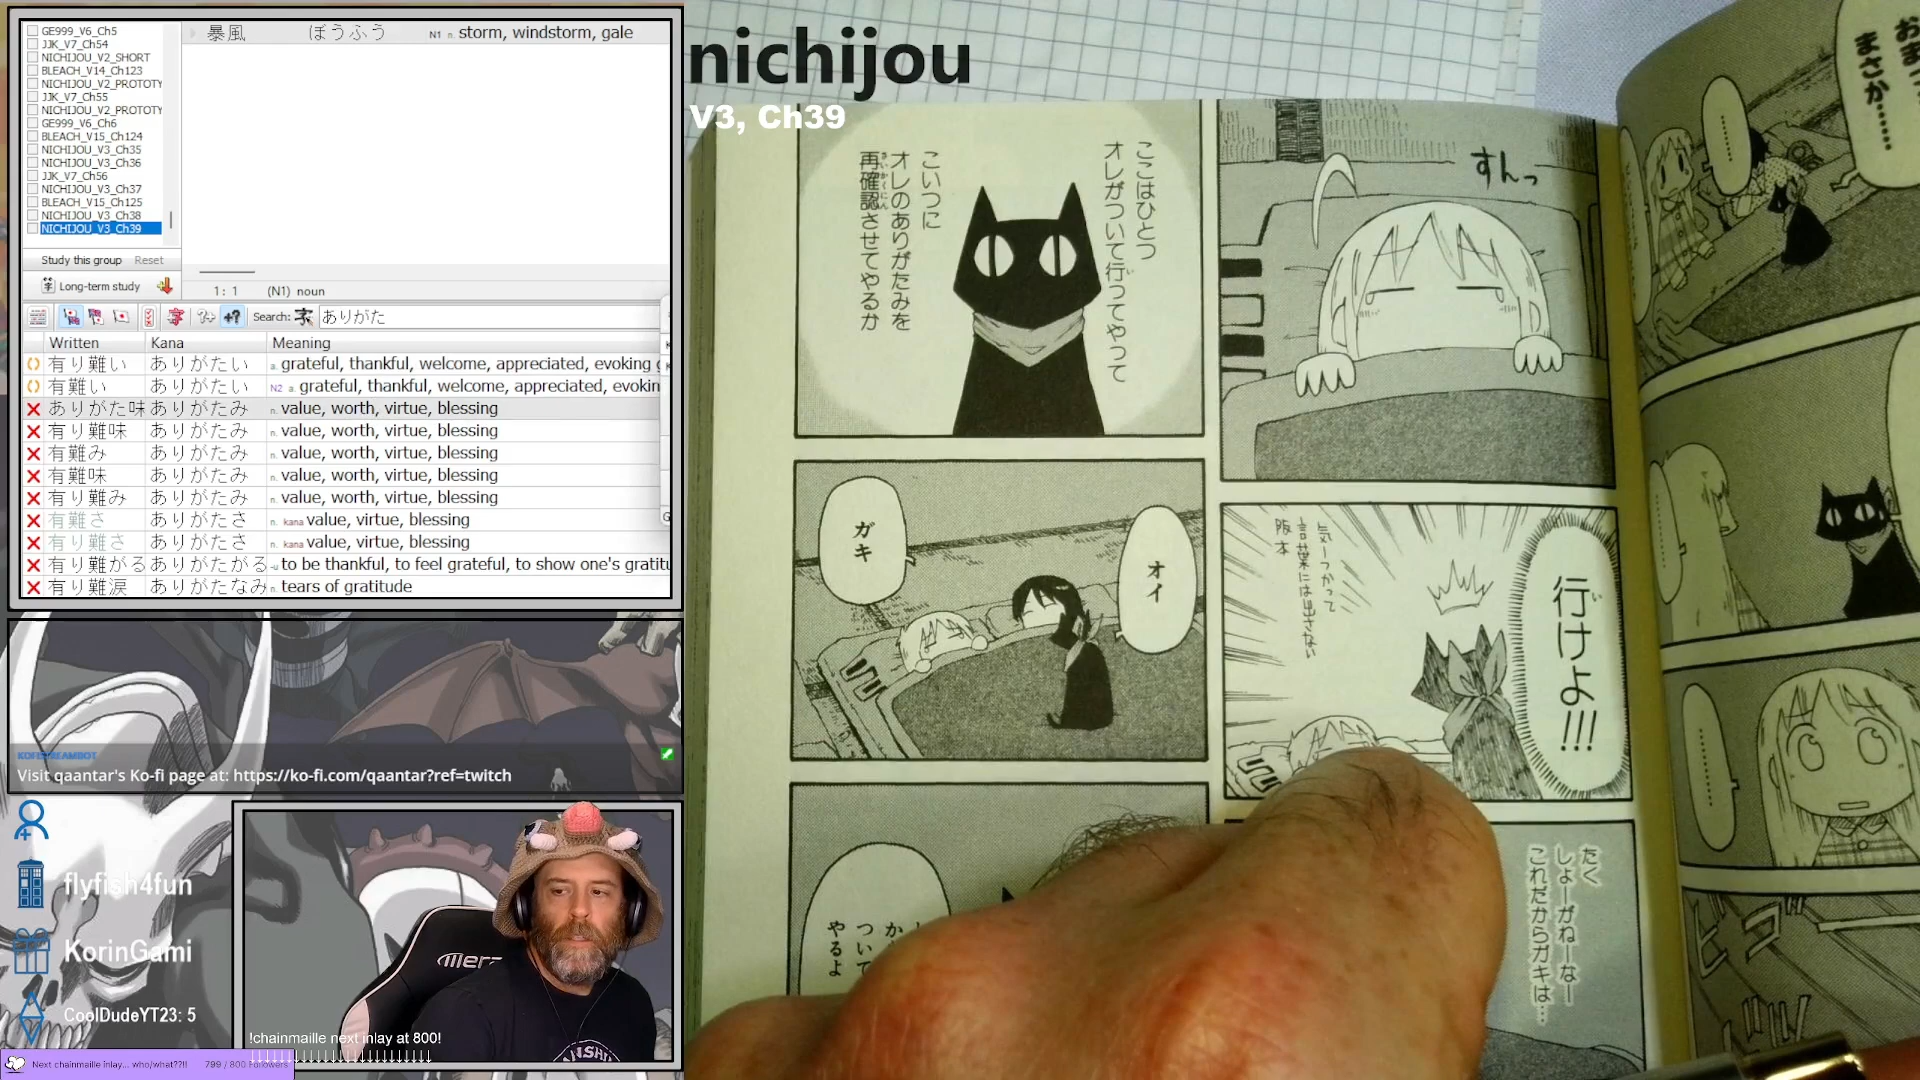 GE999_V6_Ch5
JJK_V7_Ch54
NICHIJOU_V2_SHORT
BLEACH_V14_Ch123
NICHIJOU_V2_PROTOTY
JJK_V7_Ch55
NICHIJOU_V2_PROTOTY
GE999_V6_Ch6
BLEACH_V15_Ch124
NICHIJOU_V3_Ch35
NICHIJOU_V3_Ch36
JJK_V7_Ch56
NICHIJOU_V3_Ch37
BLEACH_V15_Ch125
NICHIJOU_V3_Ch38
NICHIJOU_V3_Ch39
Study this group Reset
Long-term study
暴風 ぼうふう N1 n. storm, windstorm, gale
1: 1 (N1) noun
Search: ありがた
Written Kana Meaning
有り難い ありがたい a. grateful, thankful, welcome, appreciated, evoking g
有難い ありがたい N2 a. grateful, thankful, welcome, appreciated, evokin
ありがた味 ありがたみ n. value, worth, virtue, blessing
有り難味 ありがたみ n. value, worth, virtue, blessing
有難み ありがたみ n. value, worth, virtue, blessing
有難味 ありがたみ n. value, worth, virtue, blessing
有り難み ありがたみ n. value, worth, virtue, blessing
有難さ ありがたさ n. kana value, virtue, blessing
有り難さ ありがたさ n. kana value, virtue, blessing
有り難がる ありがたがる to be thankful, to feel grateful, to show one's gratitu
有り難涙 ありがたなみ n. tears of gratitude
KOFISTREAMBOT
Visit qaantar's Ko-fi page at: https://ko-fi.com/qaantar?ref=twitch
flyfish4fun
KorinGami
CoolDudeYT23: 5
!chainmaille next inlay at 800!
Next chainmaille inlay... who/what??!! 799 / 800 Followers
nichijou
V3, Ch39
おまっ
まさか……
すんっ
行けよ!!!
気ーつかって
言葉には出さない
阪本
たく
しょーがねーなー
これだからガキは…
ここはひとつ
オレがついて行ってやって
こいつに
オレのありがたみを
再確認させてやるか
オイ
ガキ
ついて
やるよ